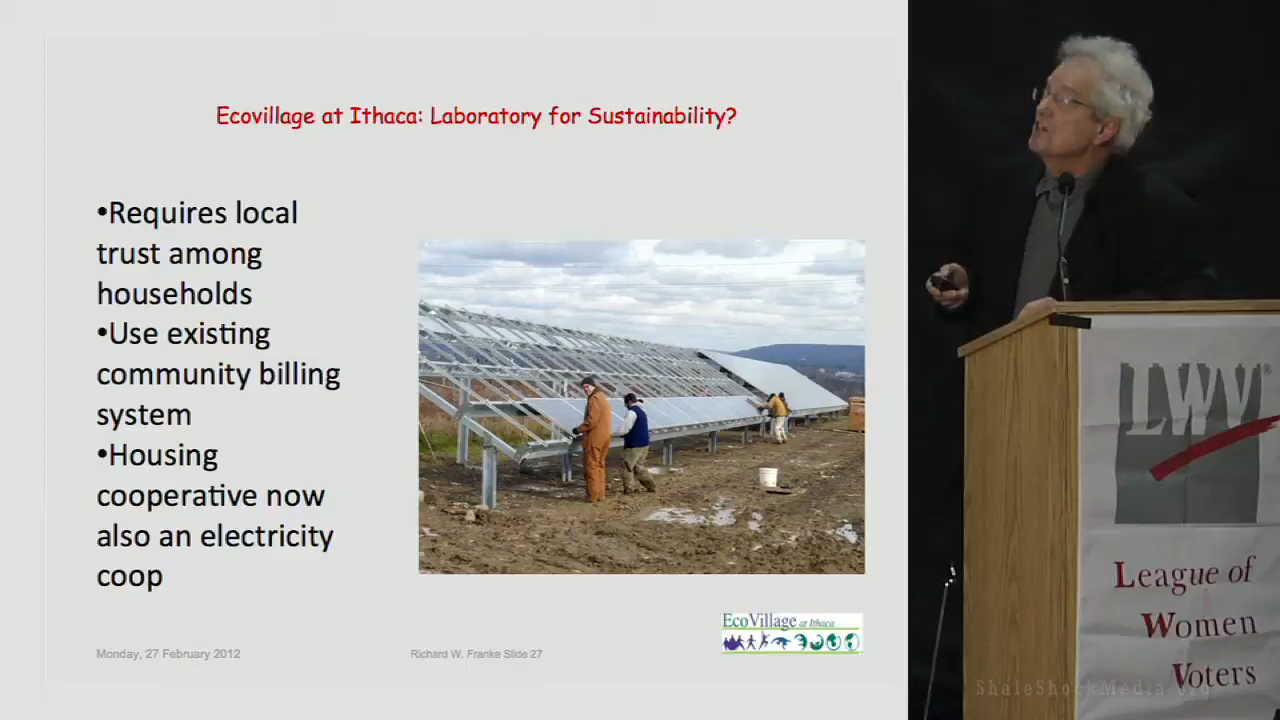 Ecovillage at Ithaca: Laboratory for Sustainability?
•Requires local
trust among
households
•Use existing
community billing
system
•Housing
cooperative now
also an electricity
coop
EcoVillage at Ithaca
Monday, 27 February 2012
Richard W. Franke Slide 27
LWV®
League of
Women
Voters
ShaleShockMedia.org